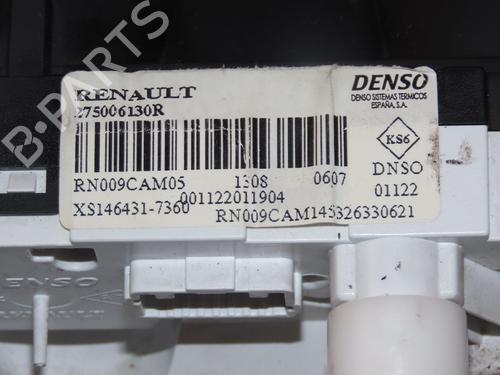 RENAULT
275006130R
DENSO
DENSO SISTEMAS TERMICOS
ESPAÑA, S.A.
KS6
RN009CAM05 1308 0607
DNSO
01122
XS146431-7360
001122011904
RN009CAM145326330621
DENSO
B-PARTS